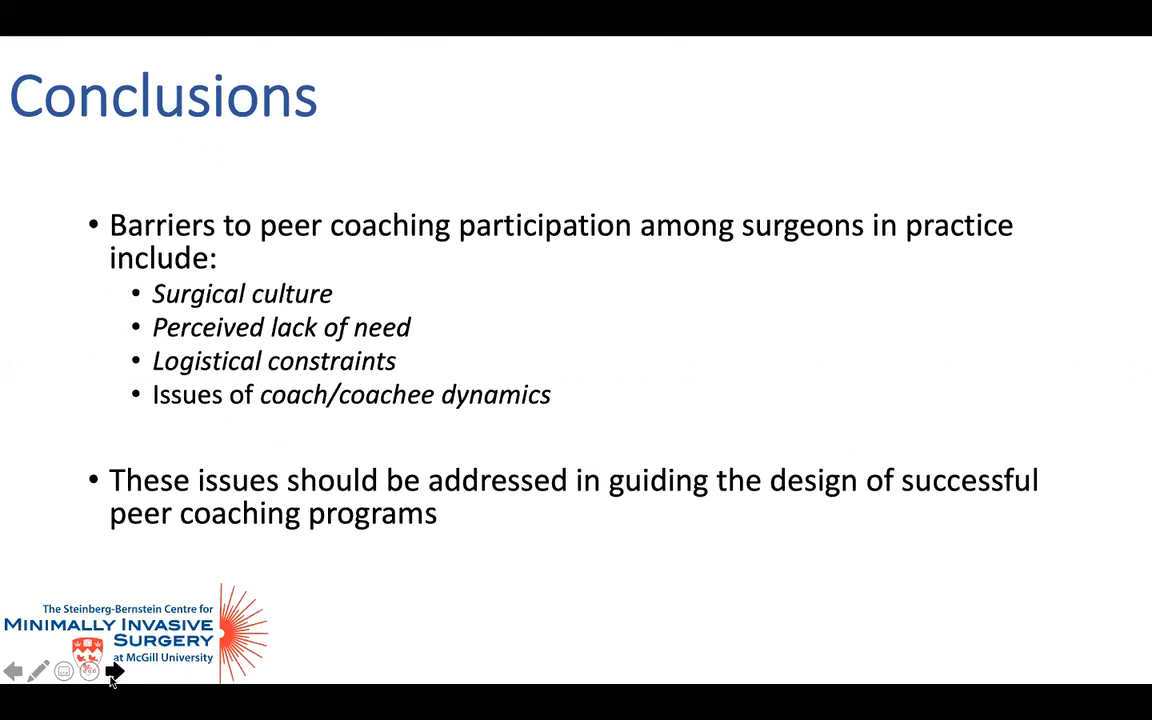 Conclusions
• Barriers to peer coaching participation among surgeons in practice
include:
• Surgical culture
• Perceived lack of need
• Logistical constraints
• Issues of coach/coachee dynamics
• These issues should be addressed in guiding the design of successful
peer coaching programs
The Steinberg-Bernstein Centre for
MINIMALLY INVASIVE
SURGERY
at McGill University